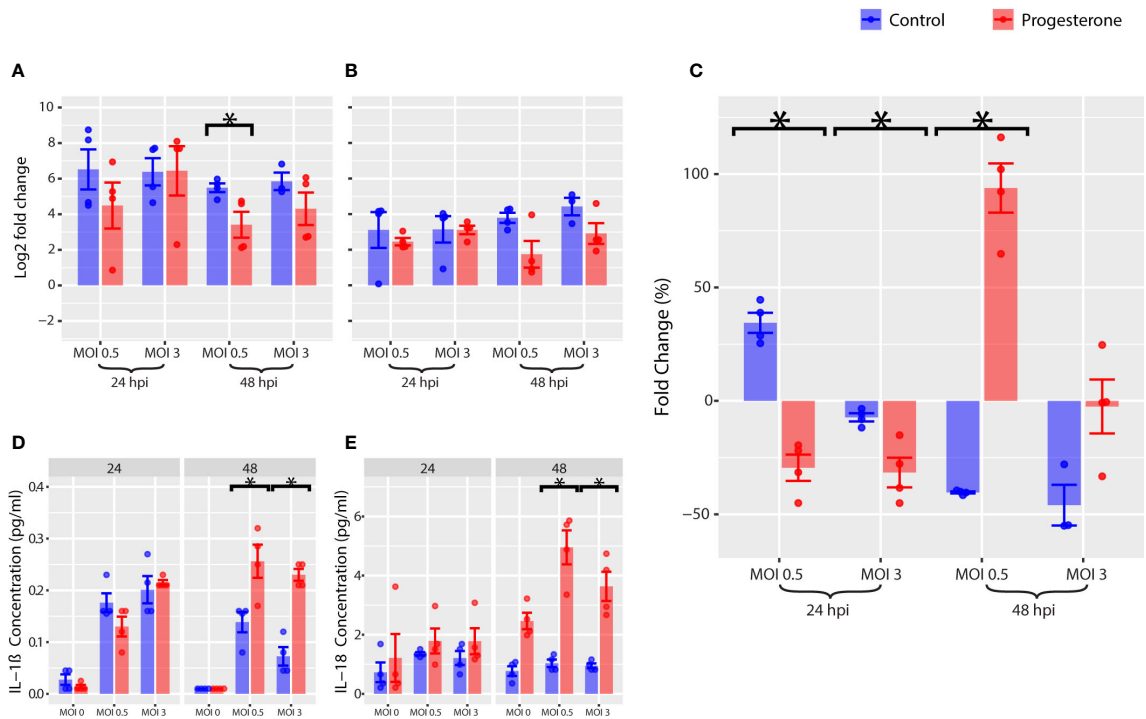 Control Progesterone
A B C
10
8
6
4
2
0
−2
Log2 fold change
MOI 0.5 MOI 3 MOI 0.5 MOI 3
24 hpi 48 hpi
*
MOI 0.5 MOI 3 MOI 0.5 MOI 3
24 hpi 48 hpi
* * *
100
50
0
−50
Fold Change (%)
MOI 0.5 MOI 3 MOI 0.5 MOI 3
24 hpi 48 hpi
D E
24 48
* *
0.4
0.3
0.2
0.1
0.0
IL−1ß Concentration (pg/ml)
MOI 0 MOI 0.5 MOI 3 MOI 0 MOI 0.5 MOI 3
24 48
* *
6
4
2
0
IL−18 Concentration (pg/ml)
MOI 0 MOI 0.5 MOI 3 MOI 0 MOI 0.5 MOI 3